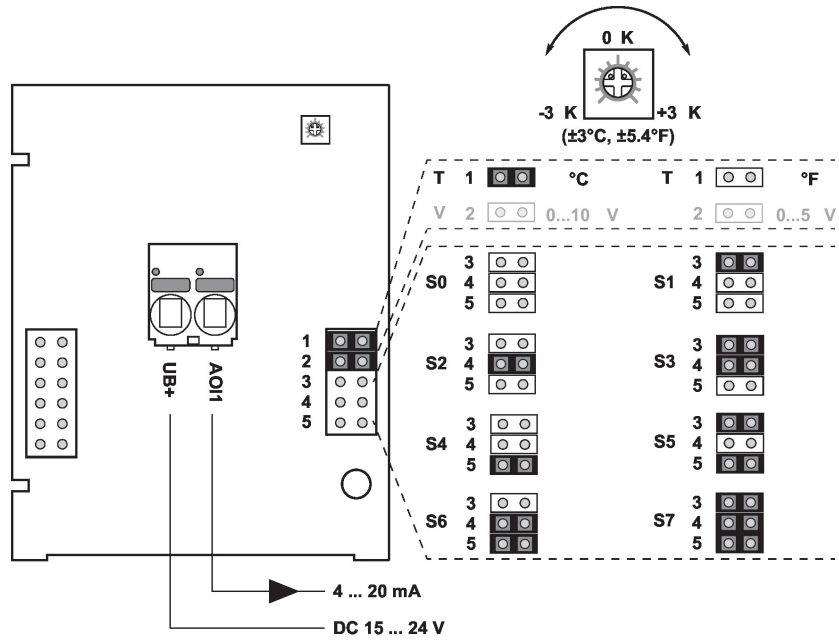 0 K
-3 K +3 K
(±3°C, ±5.4°F)
T 1 °C T 1 °F
V 2 0...10 V 2 0...5 V
S0 3 4 5 S1 3 4 5
1 2 3 4 5
S2 3 4 5 S3 3 4 5
UB+ AOI1
S4 3 4 5 S5 3 4 5
S6 3 4 5 S7 3 4 5
4 ... 20 mA
DC 15 ... 24 V